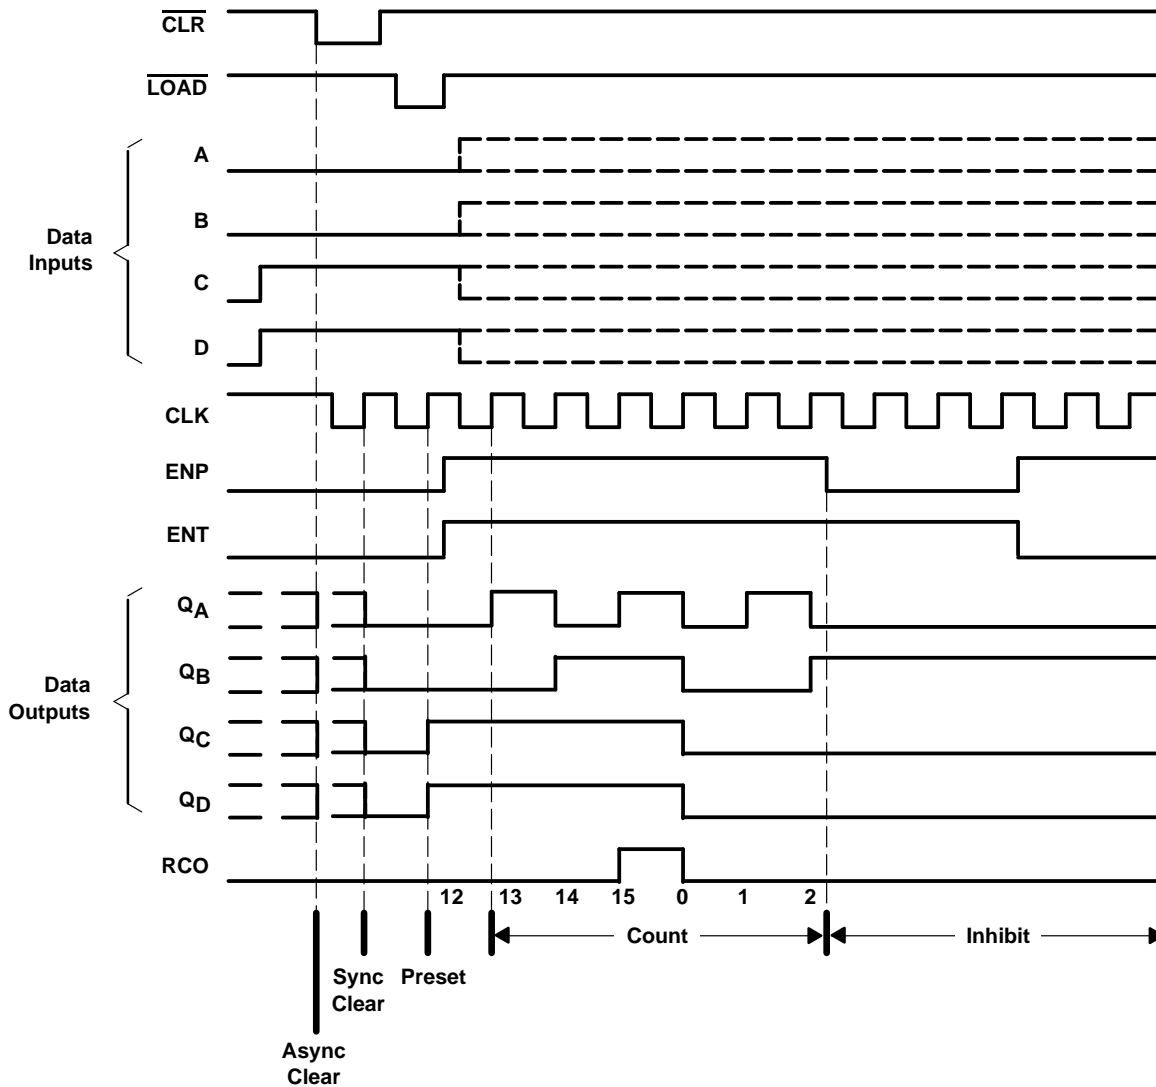 CLR
LOAD
A
B
Data
Inputs
C
D
CLK
ENP
ENT
QA
QB
Data
Outputs
QC
QD
RCO
12 13 14 15 0 1 2
Count Inhibit
Sync Preset
Clear
Async
Clear